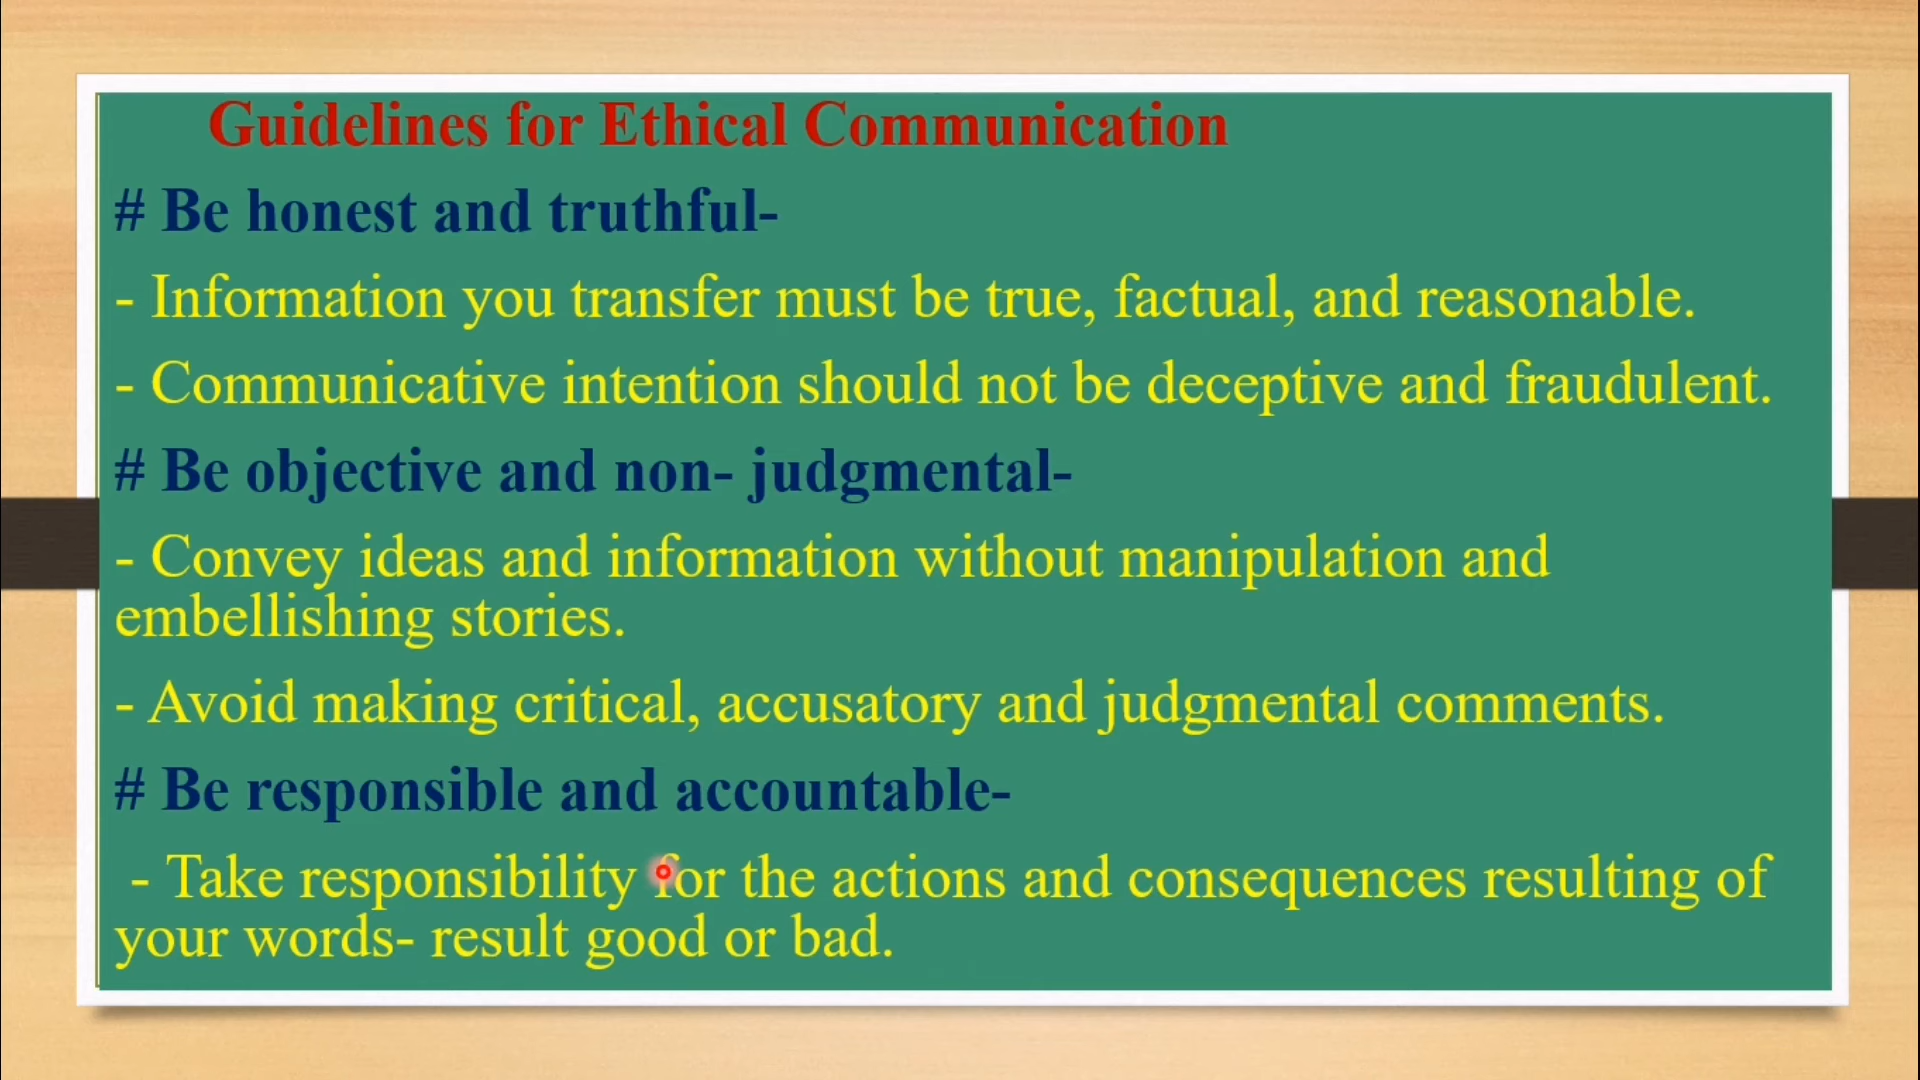 Guidelines for Ethical Communication
# Be honest and truthful-
- Information you transfer must be true, factual, and reasonable.
- Communicative intention should not be deceptive and fraudulent.
# Be objective and non- judgmental-
- Convey ideas and information without manipulation and
embellishing stories.
- Avoid making critical, accusatory and judgmental comments.
# Be responsible and accountable-
- Take responsibility for the actions and consequences resulting of
your words- result good or bad.